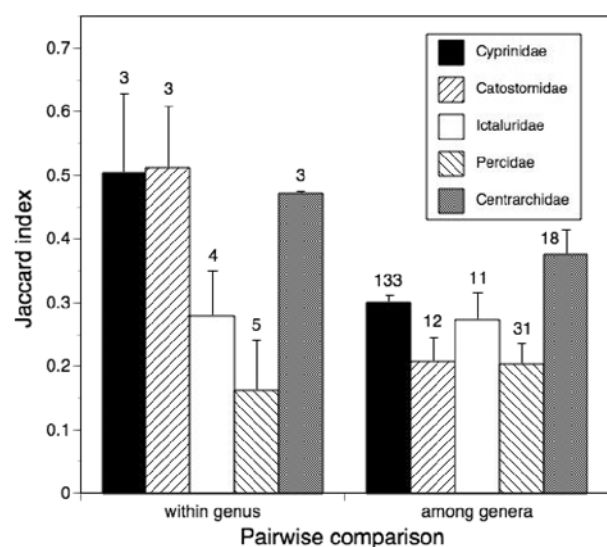 0.7
0.6
0.5
0.4
0.3
0.2
0.1
0
Jaccard index
3
3
4
5
3
133
12
11
31
18
Cyprinidae
Catostomidae
Ictaluridae
Percidae
Centrarchidae
within genus
among genera
Pairwise comparison